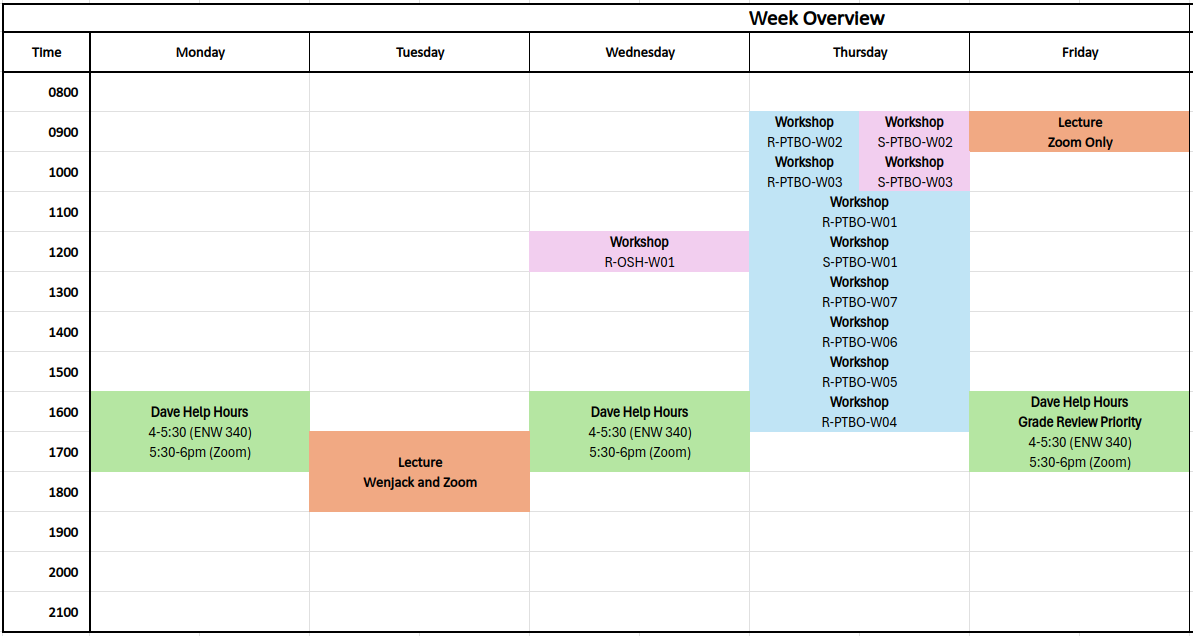 Week Overview
Time Monday Tuesday Wednesday Thursday Friday
0800
0900
Workshop
R-PTBO-W02
Workshop
S-PTBO-W02
Lecture
Zoom Only
1000
Workshop
R-PTBO-W03
Workshop
S-PTBO-W03
1100
Workshop
R-PTBO-W01
1200
Workshop
R-OSH-W01
Workshop
S-PTBO-W01
1300
Workshop
R-PTBO-W07
1400
Workshop
R-PTBO-W06
1500
Workshop
R-PTBO-W05
1600
Dave Help Hours
4-5:30 (ENW 340)
5:30-6pm (Zoom)
Dave Help Hours
4-5:30 (ENW 340)
5:30-6pm (Zoom)
Workshop
R-PTBO-W04
Dave Help Hours
Grade Review Priority
4-5:30 (ENW 340)
5:30-6pm (Zoom)
1700
Lecture
Wenjack and Zoom
1800
1900
2000
2100